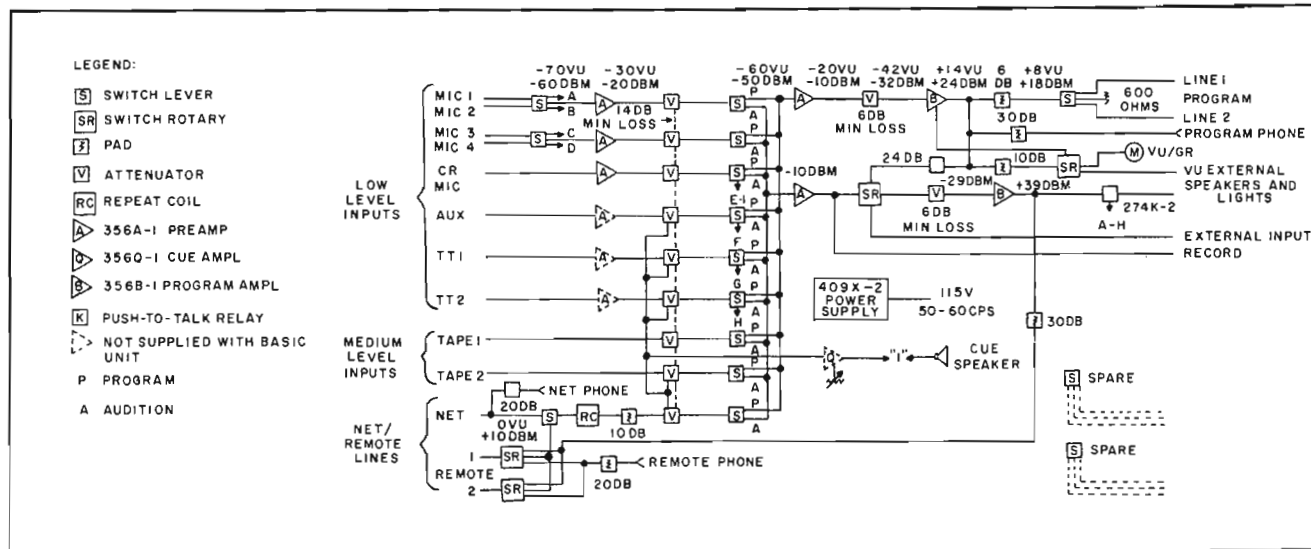 LEGEND:
S SWITCH LEVER
SR SWITCH ROTARY
PAD
V ATTENUATOR
RC REPEAT COIL
A 356A-1 PREAMP
Q 356Q-1 CUE AMPL
B 356B-1 PROGRAM AMPL
K PUSH-TO-TALK RELAY
NOT SUPPLIED WITH BASIC
UNIT
P PROGRAM
A AUDITION
LOW
LEVEL
INPUTS
MEDIUM
LEVEL
INPUTS
NET/
REMOTE
LINES
-70VU -30VU -60VU -20VU -42VU +14VU 6 +8VU
-60DBM -20DBM -50DBM -10DBM -32DBM +24DBM DB +18DBM
MIC 1 S A A 14DB V S P A V B S LINE 1
MIC 2 B MIN LOSS A 6DB 30DB 600 PROGRAM
MIN LOSS OHMS LINE 2
MIC 3 S C A V S P PROGRAM PHONE
MIC 4 D A
24DB 10DB SR M VU/GR
CR A V S P -10DBM VU EXTERNAL
MIC A -29DBM +39DBM SPEAKERS AND
E-1 A SR V B LIGHTS
AUX A V S P 6DB 274K-2
F A MIN LOSS A-H
EXTERNAL INPUT
TT1 A V S P RECORD
G A
409X-2
POWER
SUPPLY
115V
50-60CPS
TT2 A V S P
H A
30DB
TAPE 1 V S P
A
Q "I" CUE
SPEAKER
TAPE 2 V S P
A
S SPARE
20DB NET PHONE
NET S RC 10DB V S P
0VU A
+10DBM
S SPARE
1 SR
REMOTE REMOTE PHONE
2 SR 20DB